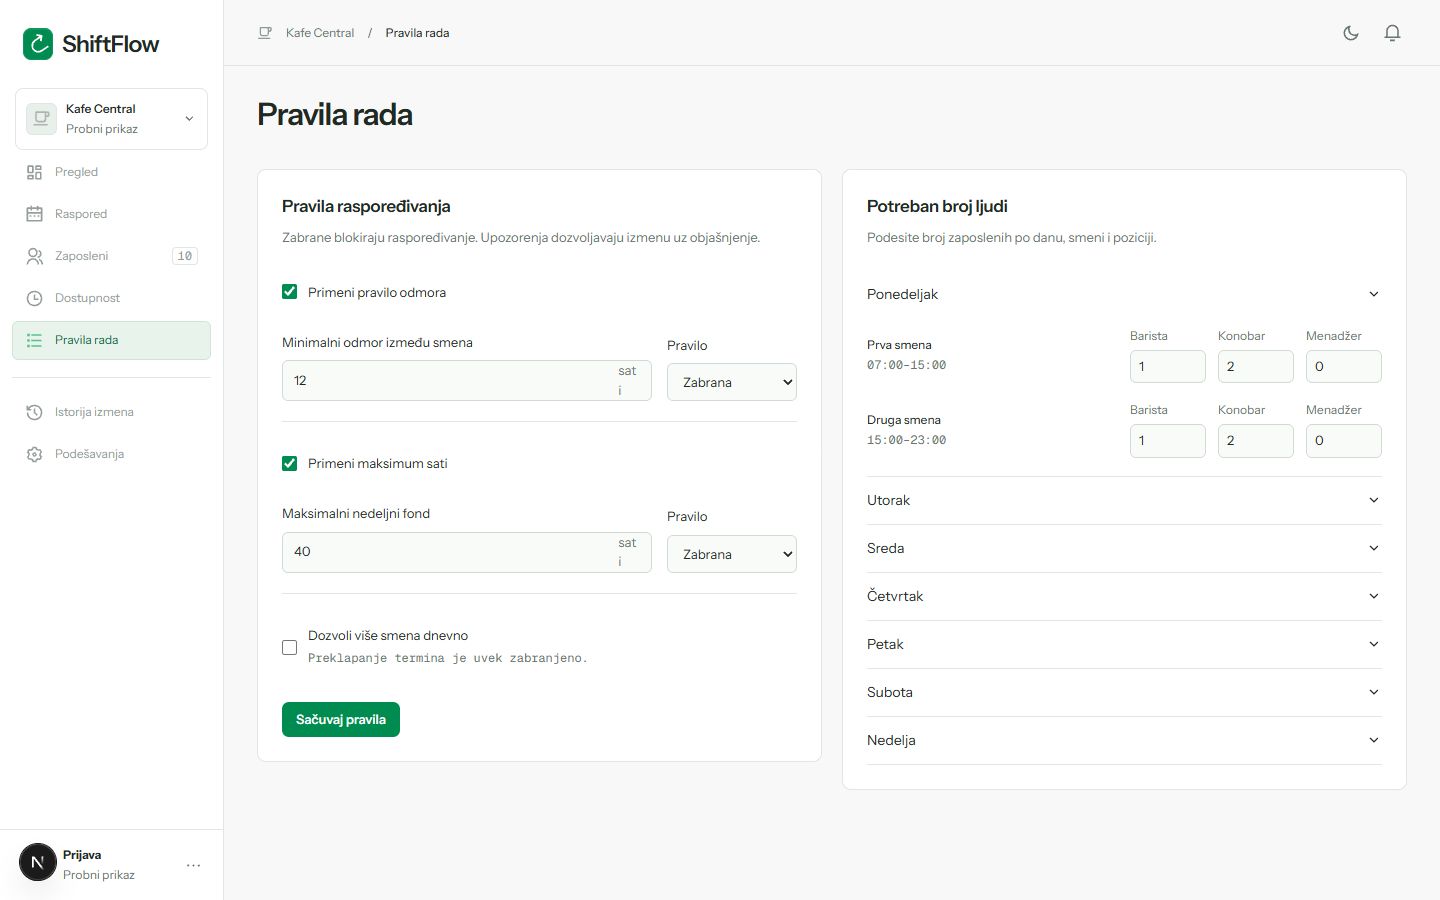 ShiftFlow
Kafe Central
Probni prikaz
Pregled
Raspored
Zaposleni 10
Dostupnost
Pravila rada
Istorija izmena
Podešavanja
N Prijava
Probni prikaz
...
Kafe Central / Pravila rada
Pravila rada
Pravila raspoređivanja
Zabrane blokiraju raspoređivanje. Upozorenja dozvoljavaju izmenu uz objašnjenje.
Primeni pravilo odmora
Minimalni odmor između smena
12 sat
i
Pravilo
Zabrana
Primeni maksimum sati
Maksimalni nedeljni fond
40 sat
i
Pravilo
Zabrana
Dozvoli više smena dnevno
Preklapanje termina je uvek zabranjeno.
Sačuvaj pravila
Potreban broj ljudi
Podesite broj zaposlenih po danu, smeni i poziciji.
Ponedeljak
Prva smena
07:00–15:00
Barista Konobar Menadžer
1 2 0
Druga smena
15:00–23:00
Barista Konobar Menadžer
1 2 0
Utorak
Sreda
Četvrtak
Petak
Subota
Nedelja